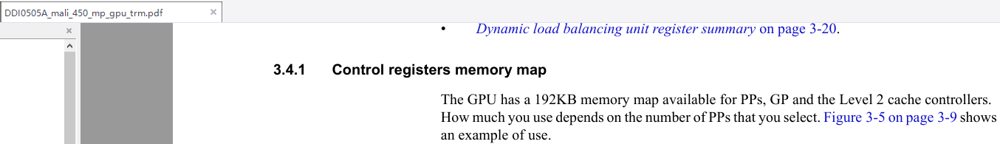 DDI0505A_mali_450_mp_gpu_trm.pdf ×
×
• Dynamic load balancing unit register summary on page 3-20.
3.4.1 Control registers memory map
The GPU has a 192KB memory map available for PPs, GP and the Level 2 cache controllers.
How much you use depends on the number of PPs that you select. Figure 3-5 on page 3-9 shows
an example of use.